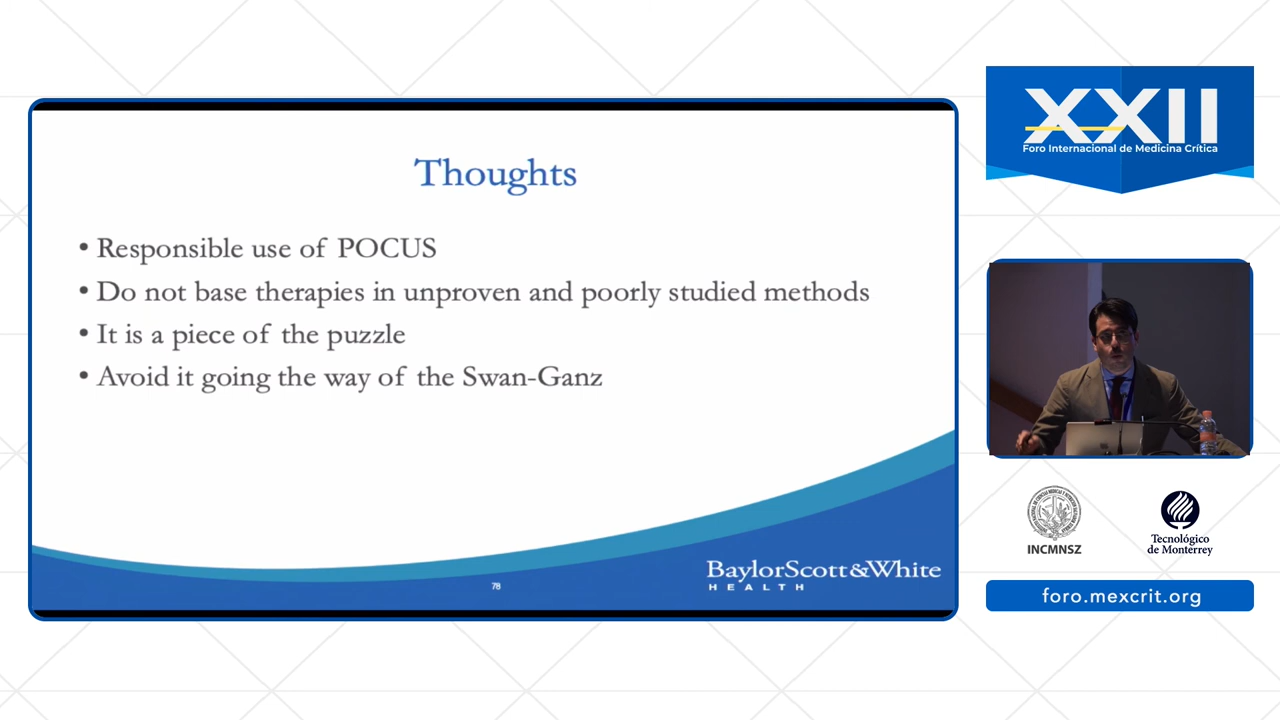 Thoughts
• Responsible use of POCUS
• Do not base therapies in unproven and poorly studied methods
• It is a piece of the puzzle
• Avoid it going the way of the Swan-Ganz
78
BaylorScott&White
HEALTH
XXII
Foro Internacional de Medicina Crítica
INCMNSZ
Tecnológico
de Monterrey
foro.mexcrit.org